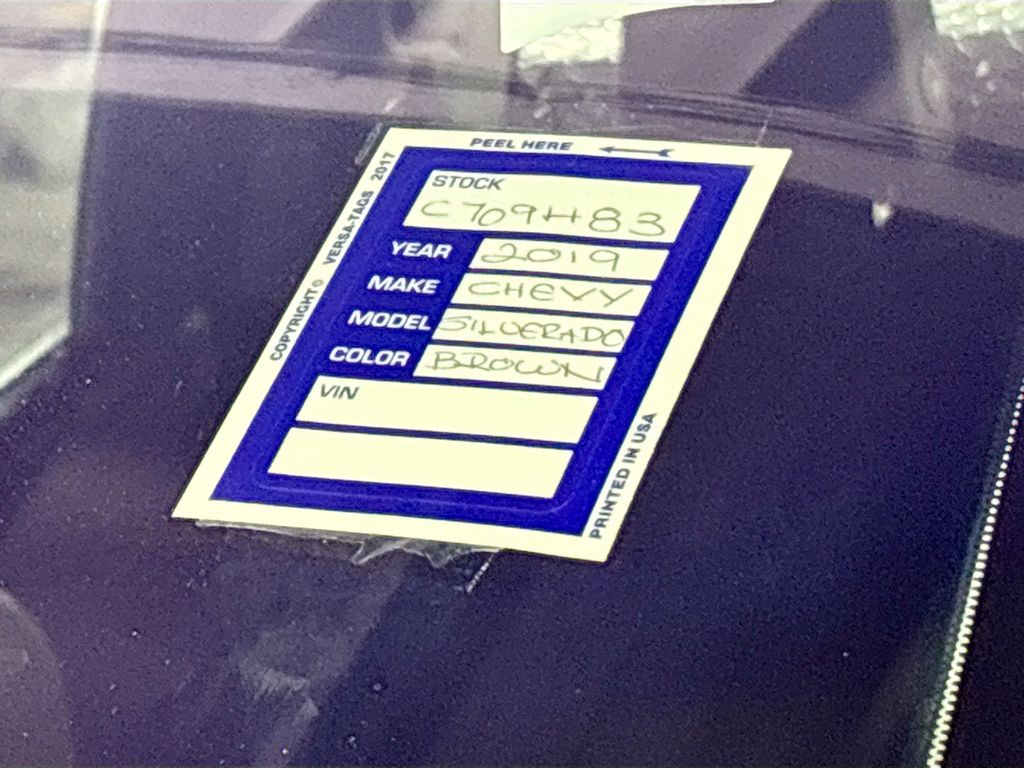 PEEL HERE
STOCK
C709H83
YEAR 2019
MAKE CHEVY
MODEL SILVERADO
COLOR BROWN
VIN
COPYRIGHT© VERSA-TAGS 2017
PRINTED IN USA